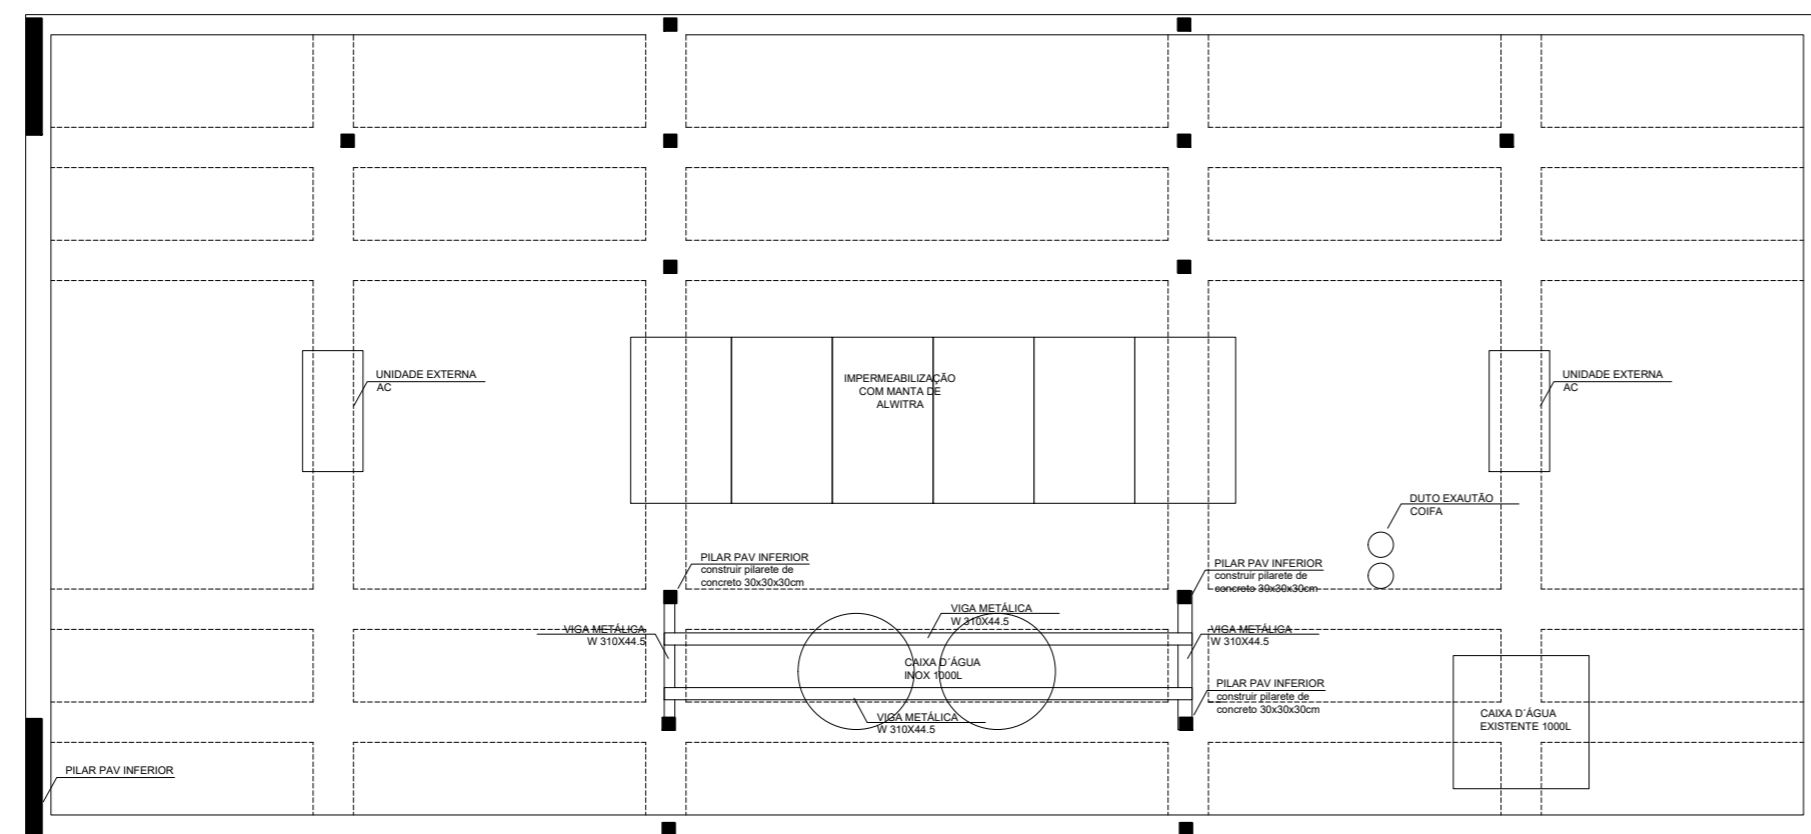 UNIDADE EXTERNA
AC
IMPERMEABILIZAÇÃO
COM MANTA DE
ALWITRA
UNIDADE EXTERNA
AC
DUTO EXAUTÃO
COIFA
PILAR PAV INFERIOR
construir pilarete de
concreto 30x30x30cm
PILAR PAV INFERIOR
construir pilarete de
concreto 30x30x30cm
VIGA METÁLICA
W 310X44.5
VIGA METÁLICA
W 310X44.5
VIGA METÁLICA
W 310X44.5
CAIXA D´ÁGUA
INOX 1000L
PILAR PAV INFERIOR
construir pilarete de
concreto 30x30x30cm
VIGA METÁLICA
W 310X44.5
CAIXA D´ÁGUA
EXISTENTE 1000L
PILAR PAV INFERIOR